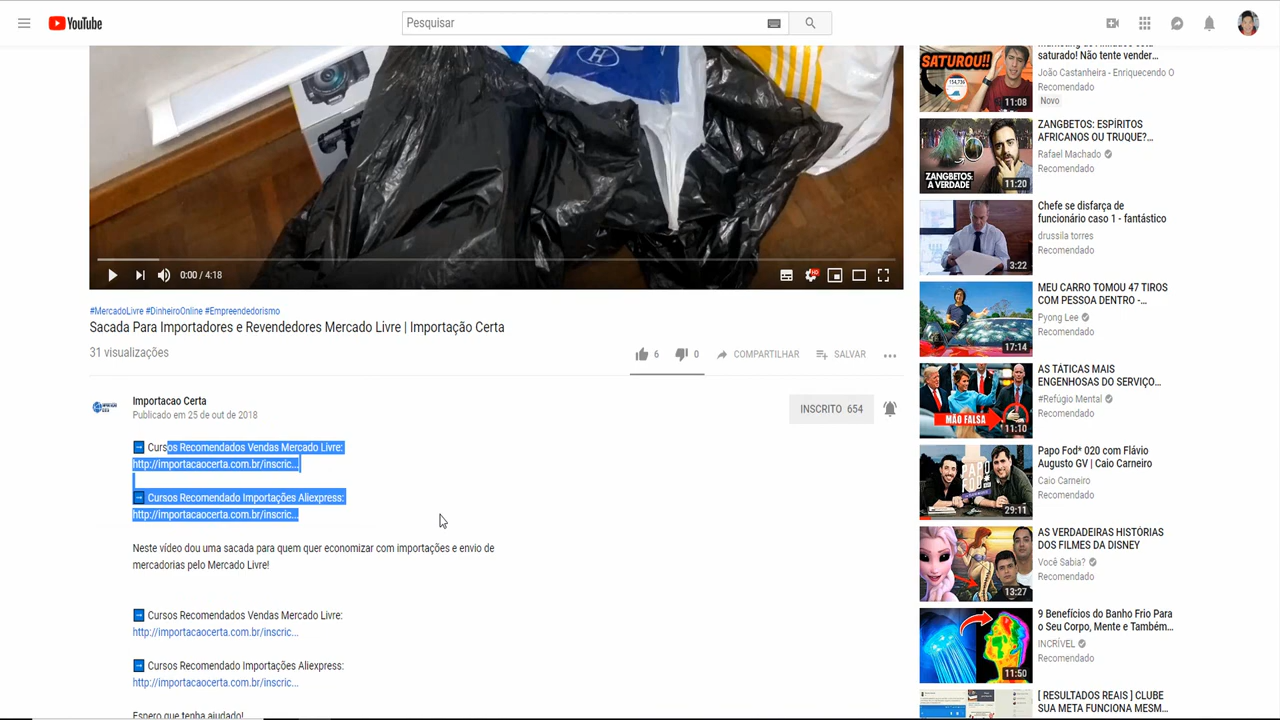 YouTube
Pesquisar
#MercadoLivre #DinheiroOnline #Empreendedorismo
Sacada Para Importadores e Revendedores Mercado Livre | Importação Certa
31 visualizações
6
0
COMPARTILHAR
SALVAR
0:00 / 4:18
HD
H
Importacao Certa
Publicado em 25 de out de 2018
INSCRITO 654
Cursos Recomendados Vendas Mercado Livre:
http://importacaocerta.com.br/inscric...
Cursos Recomendado Importações Aliexpress:
http://importacaocerta.com.br/inscric...
Neste vídeo dou uma sacada para quem quer economizar com importações e envio de
mercadorias pelo Mercado Livre!
Cursos Recomendados Vendas Mercado Livre:
http://importacaocerta.com.br/inscric...
Cursos Recomendado Importações Aliexpress:
http://importacaocerta.com.br/inscric...
Espero que tenha ajudado!
SATUROU!!
154,736
11:08
saturado! Não tente vender...
João Castanheira - Enriquecendo O
Recomendado
Novo
ZANGBETOS:
A VERDADE
11:20
ZANGBETOS: ESPÍRITOS
AFRICANOS OU TRUQUE?...
Rafael Machado
Recomendado
3:22
Chefe se disfarça de
funcionário caso 1 - fantástico
drussila torres
Recomendado
17:14
MEU CARRO TOMOU 47 TIROS
COM PESSOA DENTRO -...
Pyong Lee
Recomendado
MÃO FALSA
11:10
AS TÁTICAS MAIS
ENGENHOSAS DO SERVIÇO...
#Refúgio Mental
Recomendado
PAPO
29:11
Papo Fod* 020 com Flávio
Augusto GV | Caio Carneiro
Caio Carneiro
Recomendado
13:27
AS VERDADEIRAS HISTÓRIAS
DOS FILMES DA DISNEY
Você Sabia?
Recomendado
11:50
9 Benefícios do Banho Frio Para
o Seu Corpo, Mente e Também...
INCRÍVEL
Recomendado
[ RESULTADOS REAIS ] CLUBE
SUA META FUNCIONA MESM...